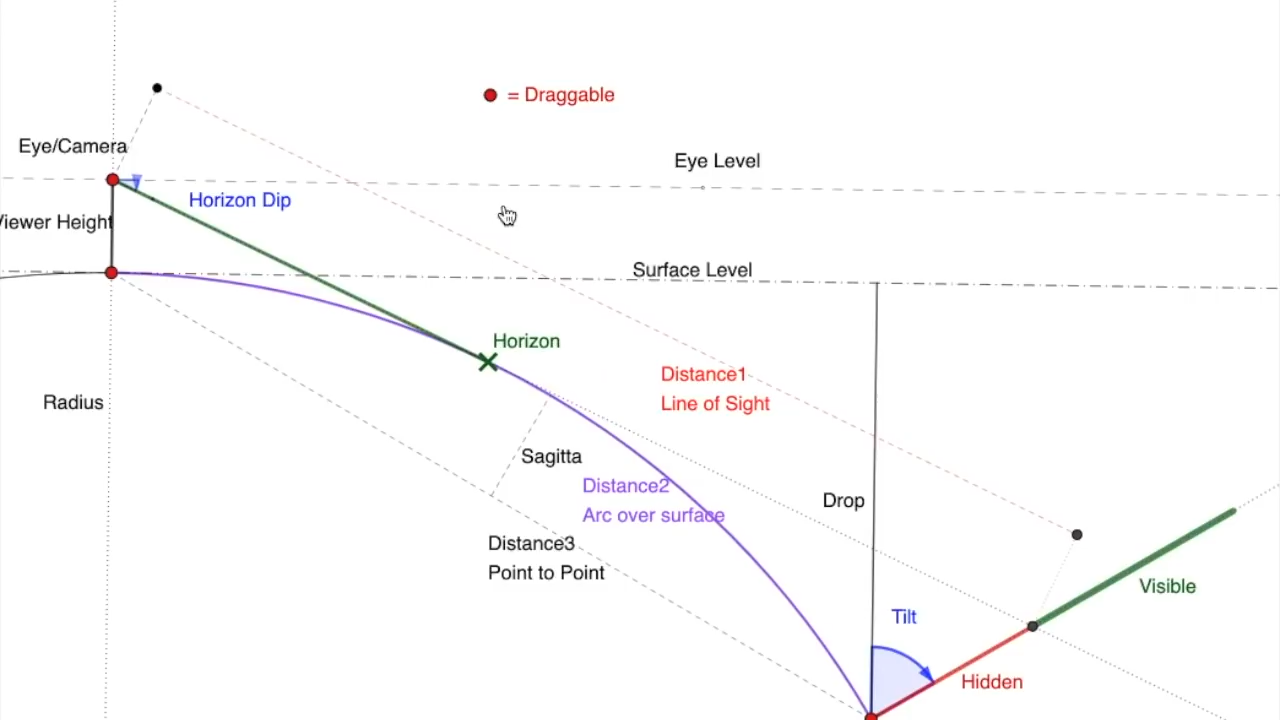 = Draggable
Eye/Camera
Eye Level
Horizon Dip
Viewer Height
Surface Level
Horizon
Distance1
Line of Sight
Radius
Sagitta
Distance2
Arc over surface
Drop
Distance3
Point to Point
Visible
Tilt
Hidden